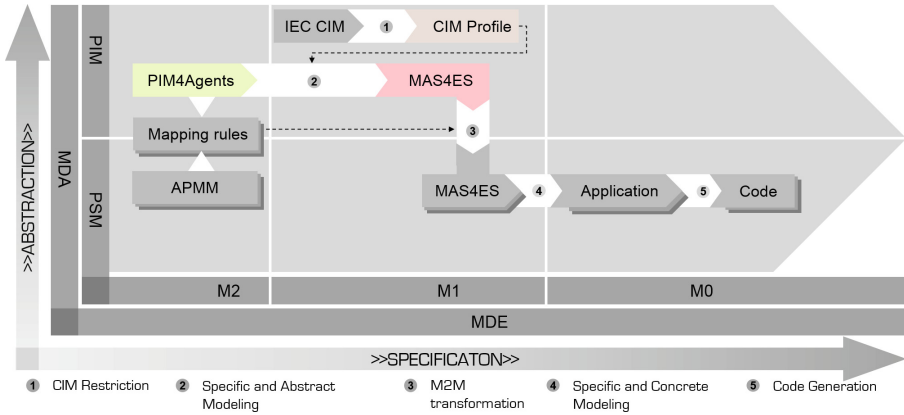 IEC CIM
1
CIM Profile
PIM
PIM4Agents
2
MAS4ES
Mapping rules
3
>>ABSTRACTION>>
MDA
PSM
APMM
MAS4ES
4
Application
5
Code
M2
M1
M0
MDE
>>SPECIFICATON>>
1 CIM Restriction
2 Specific and Abstract
Modeling
3 M2M
transformation
4 Specific and Concrete
Modeling
5 Code Generation